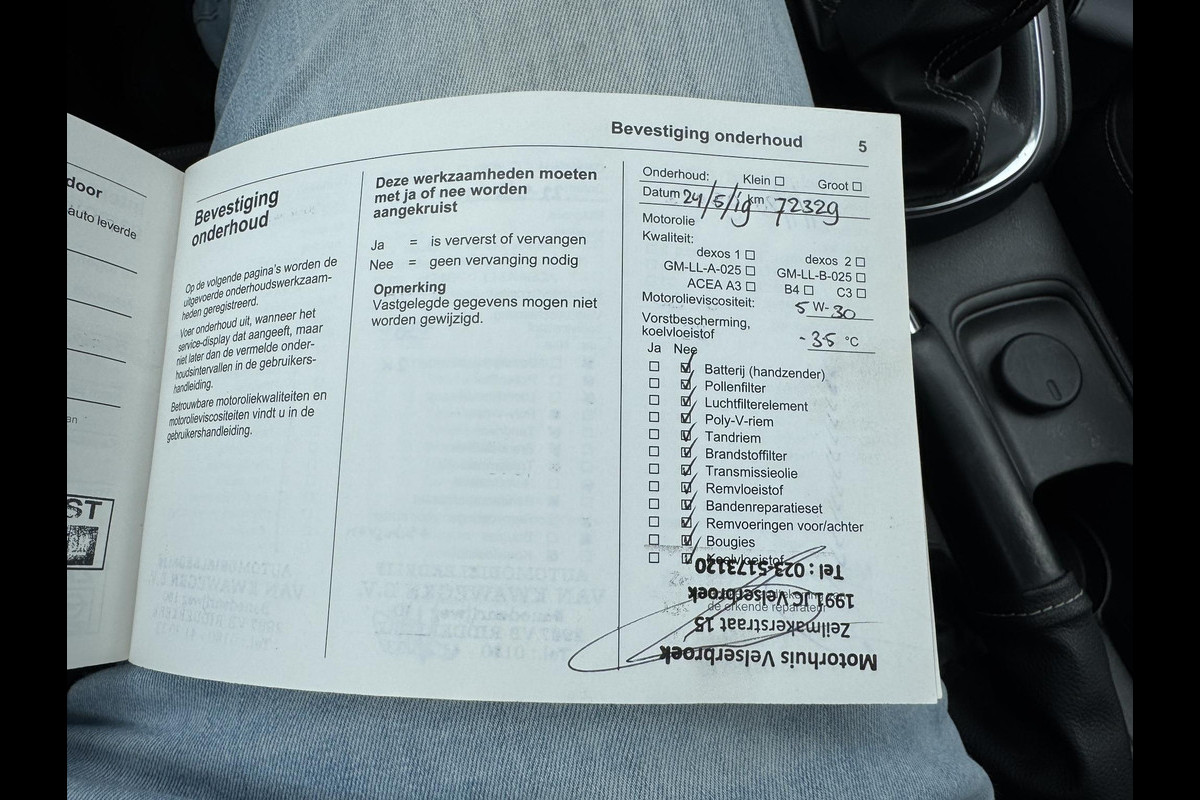 door
auto leverde
an
ST
Bevestiging onderhoud 5
Bevestiging
onderhoud
Op de volgende pagina's worden de
uitgevoerde onderhoudswerkzaam-
heden geregistreerd.
Voer onderhoud uit, wanneer het
service-display dat aangeeft, maar
niet later dan de vermelde onder-
houdsintervallen in de gebruikers-
handleiding.
Betrouwbare motoroliekwaliteiten en
motorolieviscositeiten vindt u in de
gebruikershandleiding.
Deze werkzaamheden moeten
met ja of nee worden
aangekruist
Ja = is ververst of vervangen
Nee = geen vervanging nodig
Opmerking
Vastgelegde gegevens mogen niet
worden gewijzigd.
Onderhoud: Klein ☐ Groot ☐
Datum 24/5/19 km 72329
Motorolie
Kwaliteit:
dexos 1 ☐ dexos 2 ☐
GM-LL-A-025 ☐ GM-LL-B-025 ☐
ACEA A3 ☐ B4 ☐ C3 ☐
Motorolieviscositeit: 5 W-30
Vorstbescherming,
koelvloeistof -35 °C
Ja Nee
☐ ☑ Batterij (handzender)
☐ ☑ Pollenfilter
☐ ☑ Luchtfilterelement
☐ ☑ Poly-V-riem
☐ ☑ Tandriem
☐ ☑ Brandstoffilter
☐ ☑ Transmissieolie
☐ ☑ Remvloeistof
☐ ☑ Bandenreparatieset
☐ ☑ Remvoeringen voor/achter
☐ ☑ Bougies
☐ ☑ Koelvloeistof
Motorhuis Velserbroek
Zeilmakerstraat 15
1991 JC Velserbroek
Tel : 023-5173120